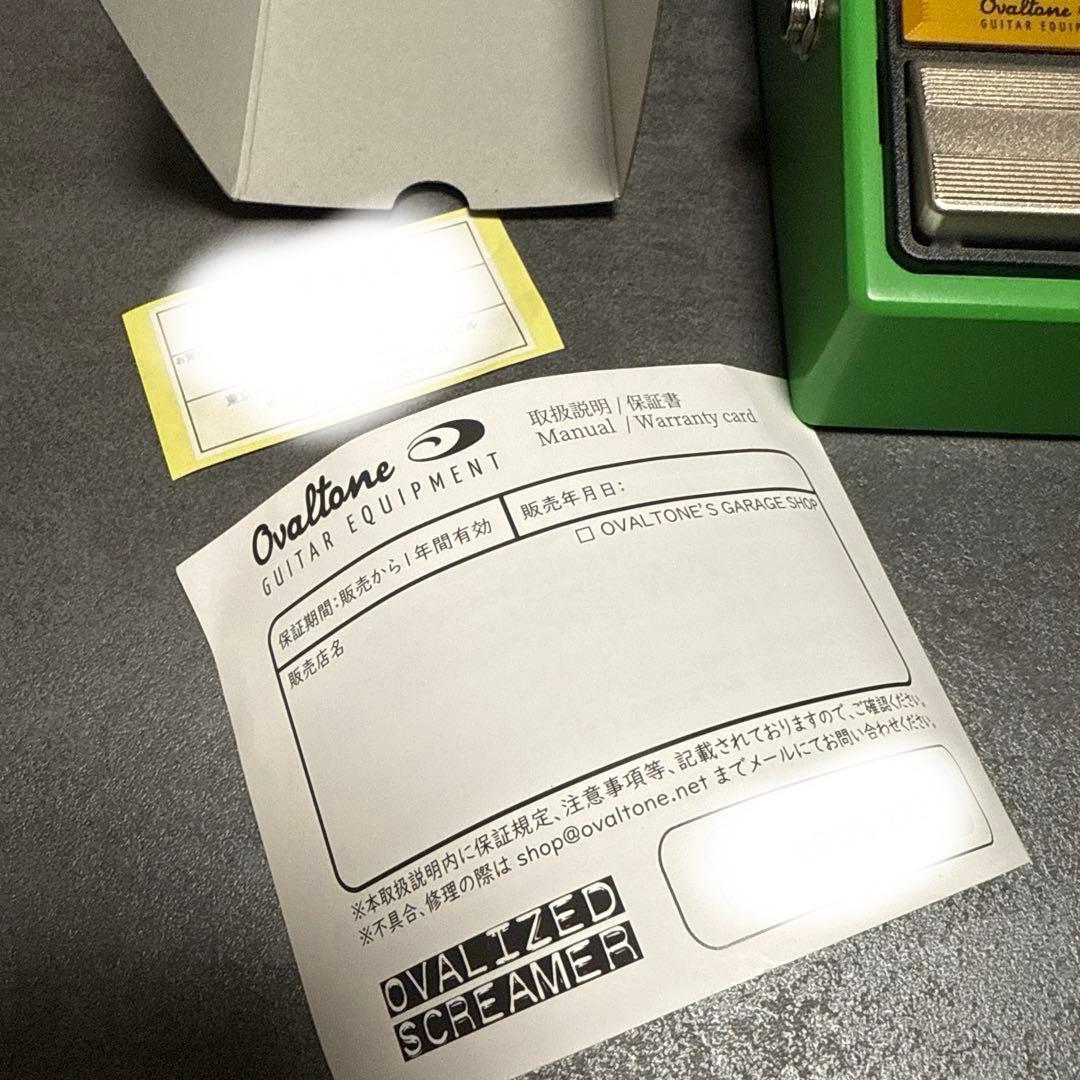 Ovaltone
GUITAR EQUIP
東京
Ovaltone
GUITAR EQUIPMENT
取扱説明 / 保証書
Manual / Warranty card
保証期間:販売から1年間有効
販売年月日:
□ OVALTONE'S GARAGE SHOP
販売店名
※本取扱説明内に保証規定、注意事項等、記載されておりますので、ご確認ください。
※不具合、修理の際は shop@ovaltone.net までメールにてお問い合わせください。
OVALIZED
SCREAMER